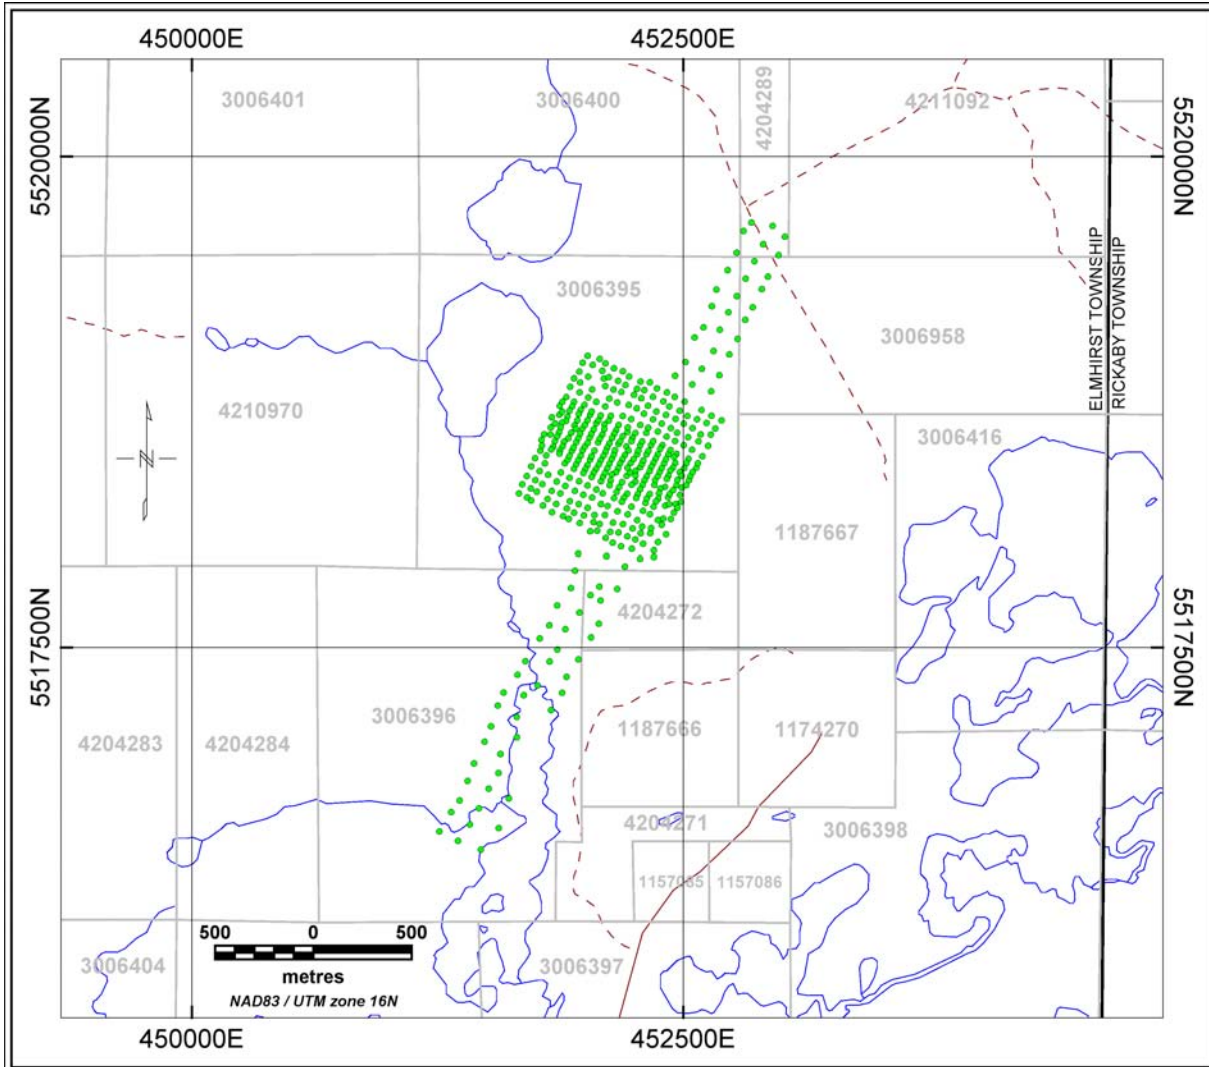 450000E
452500E
3006401
3006400
4204289
4211092
5520000N
5520000N
3006395
3006958
ELMHIRST TOWNSHIP
RICKABY TOWNSHIP
4210970
3006416
N
1187667
4204272
5517500N
5517500N
3006396
4204283
4204284
1187666
1174270
4204271
3006398
1157085
1157086
500
0
500
metres
NAD83 / UTM zone 16N
3006404
3006397
450000E
452500E